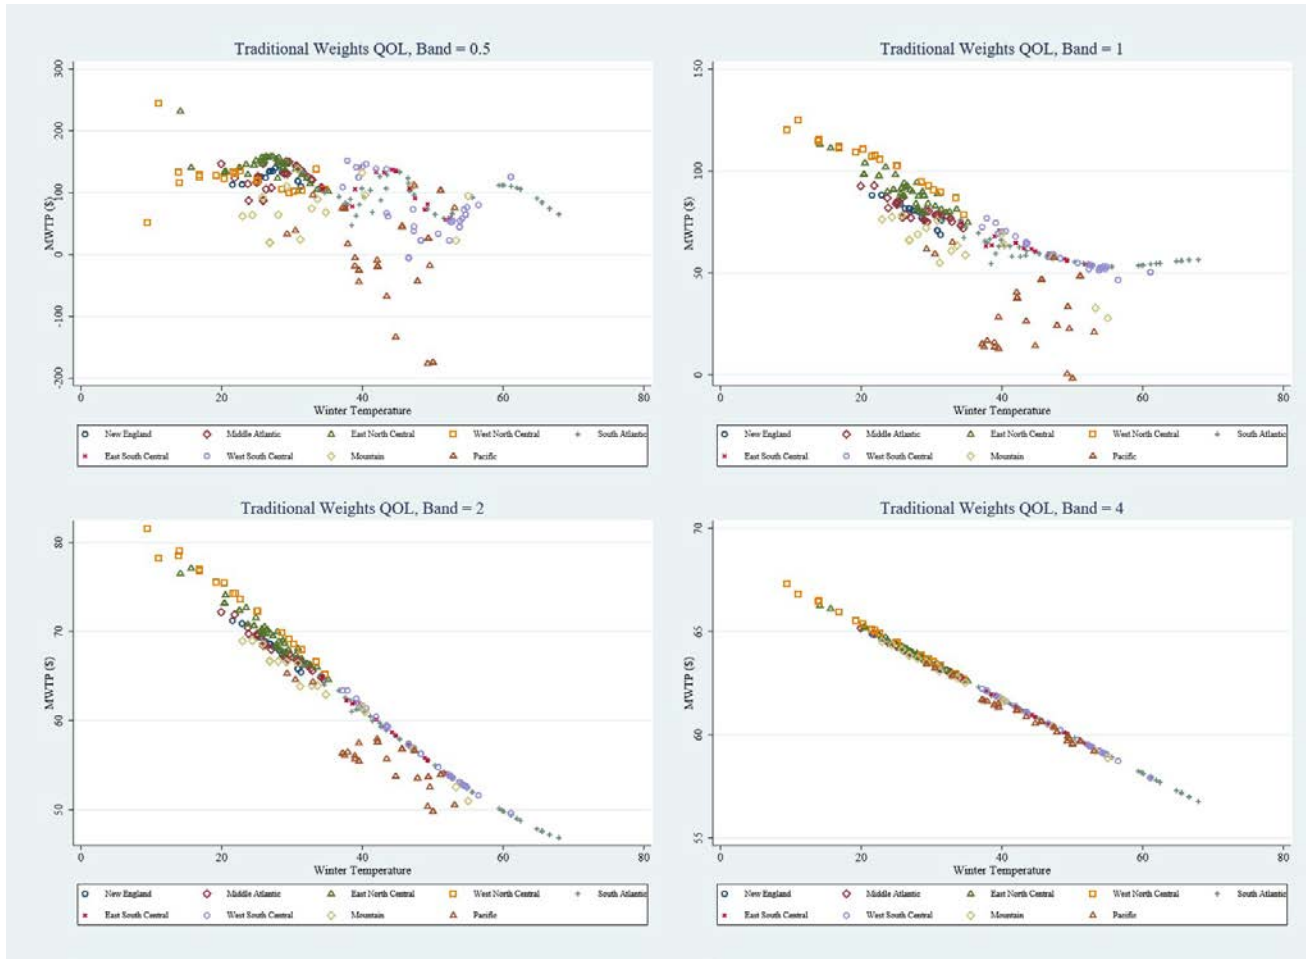 Traditional Weights QOL, Band = 0.5
300
200
100
0
-100
-200
MWTP ($)
0 20 40 60 80
Winter Temperature
New England Middle Atlantic East North Central West North Central South Atlantic
East South Central West South Central Mountain Pacific
Traditional Weights QOL, Band = 1
150
100
50
0
MWTP ($)
0 20 40 60 80
Winter Temperature
New England Middle Atlantic East North Central West North Central South Atlantic
East South Central West South Central Mountain Pacific
Traditional Weights QOL, Band = 2
80
70
60
50
MWTP ($)
0 20 40 60 80
Winter Temperature
New England Middle Atlantic East North Central West North Central South Atlantic
East South Central West South Central Mountain Pacific
Traditional Weights QOL, Band = 4
70
65
60
55
MWTP ($)
0 20 40 60 80
Winter Temperature
New England Middle Atlantic East North Central West North Central South Atlantic
East South Central West South Central Mountain Pacific